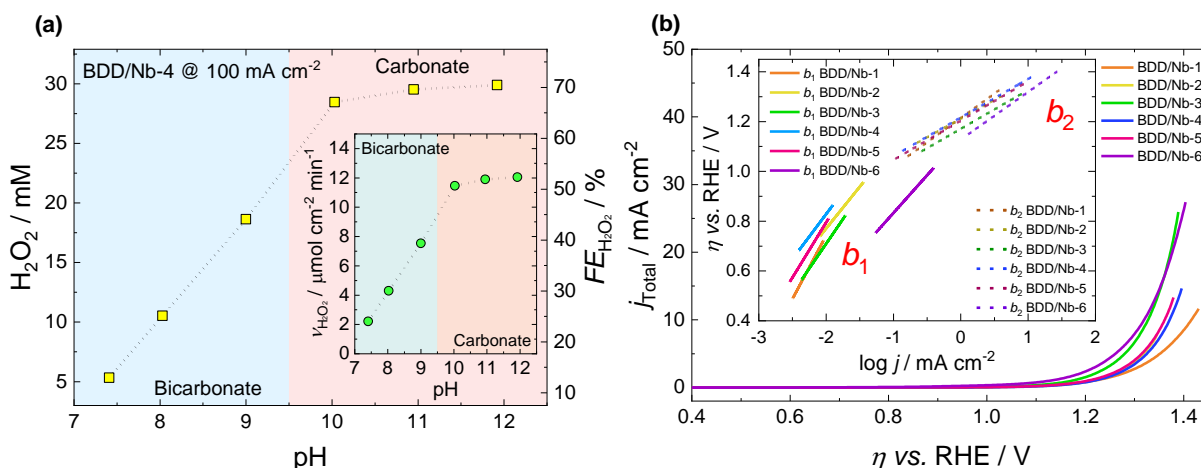 (a)
BDD/Nb-4 @ 100 mA cm⁻²
Carbonate
Bicarbonate
H₂O₂ / mM
30
25
20
15
10
5
7 8 9 10 11 12
pH
FE_H₂O₂ / %
70
60
50
40
30
20
10
Bicarbonate
Carbonate
ν_H₂O₂ / μmol cm⁻² min⁻¹
14
12
10
8
6
4
2
0
7 8 9 10 11 12
pH
(b)
j_Total / mA cm⁻²
50
40
30
20
10
0
0.4 0.6 0.8 1.0 1.2 1.4
η vs. RHE / V
BDD/Nb-1
BDD/Nb-2
BDD/Nb-3
BDD/Nb-4
BDD/Nb-5
BDD/Nb-6
η vs. RHE / V
1.4
1.2
1.0
0.8
0.6
0.4
-3 -2 -1 0 1 2
log j / mA cm⁻²
b₁ BDD/Nb-1
b₁ BDD/Nb-2
b₁ BDD/Nb-3
b₁ BDD/Nb-4
b₁ BDD/Nb-5
b₁ BDD/Nb-6
b₂
b₁
b₂ BDD/Nb-1
b₂ BDD/Nb-2
b₂ BDD/Nb-3
b₂ BDD/Nb-4
b₂ BDD/Nb-5
b₂ BDD/Nb-6